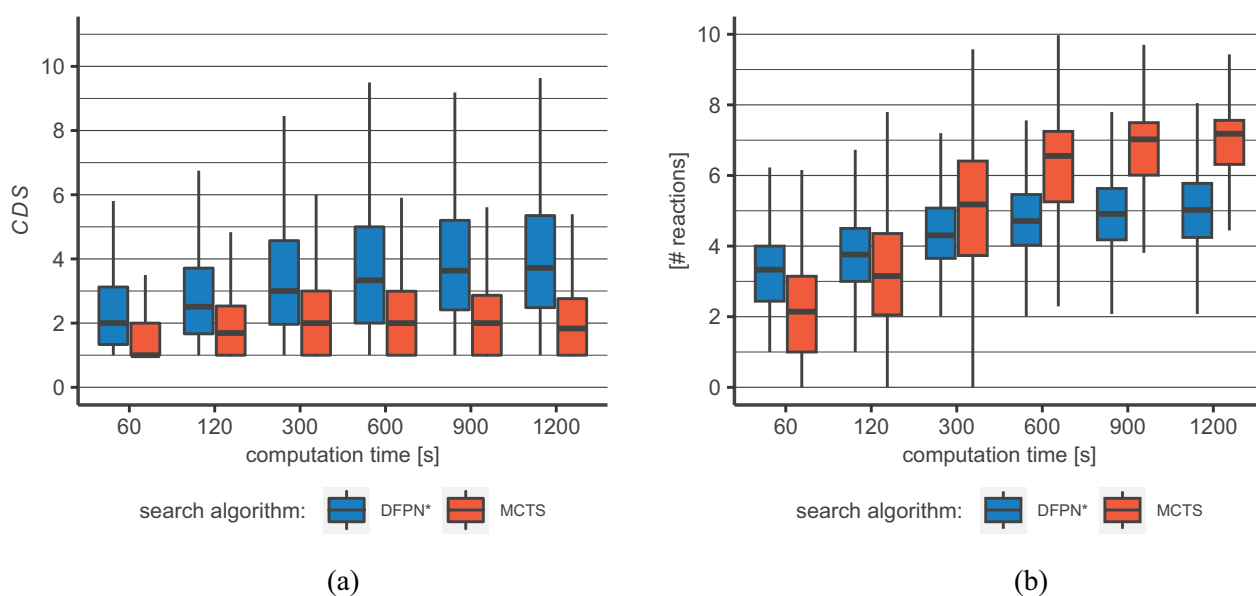 CDS
10
8
6
4
2
0
60 120 300 600 900 1200
computation time [s]
search algorithm: DFPN* MCTS
(a)
[# reactions]
10
8
6
4
2
0
60 120 300 600 900 1200
computation time [s]
search algorithm: DFPN* MCTS
(b)